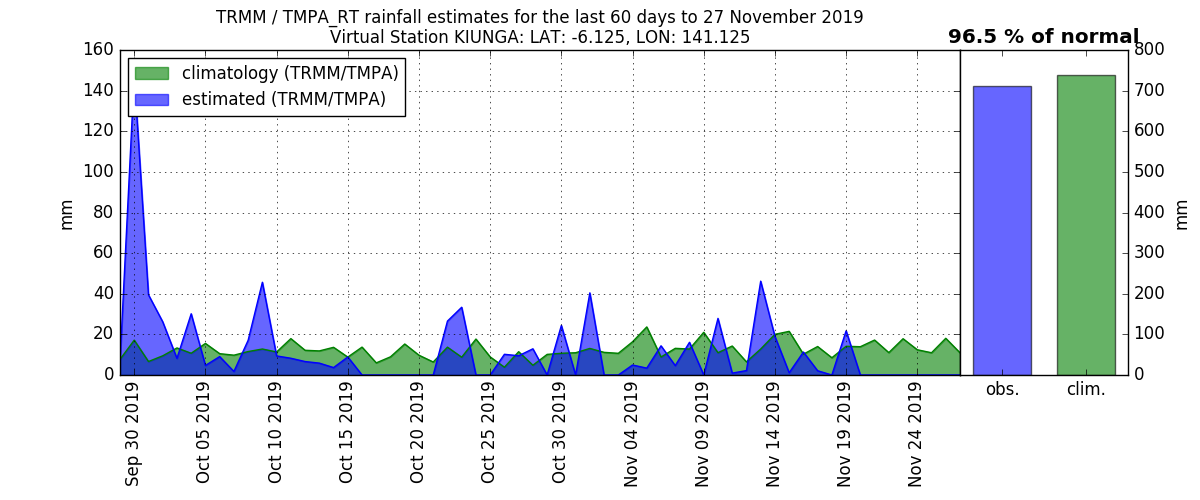 TRMM / TMPA_RT rainfall estimates for the last 60 days to 27 November 2019
Virtual Station KIUNGA: LAT: -6.125, LON: 141.125
96.5 % of normal
climatology (TRMM/TMPA)
estimated (TRMM/TMPA)
160
140
120
100
80
60
40
20
0
mm
Sep 30 2019
Oct 05 2019
Oct 10 2019
Oct 15 2019
Oct 20 2019
Oct 25 2019
Oct 30 2019
Nov 04 2019
Nov 09 2019
Nov 14 2019
Nov 19 2019
Nov 24 2019
obs.
clim.
800
700
600
500
400
300
200
100
0
mm